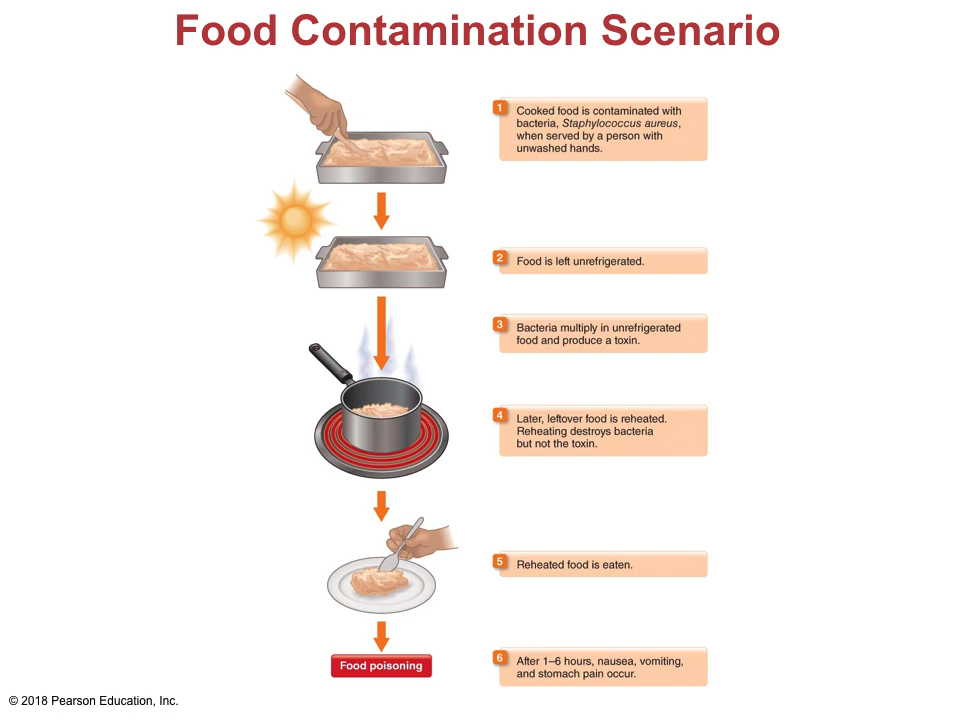 Food Contamination Scenario
1
Cooked food is contaminated with
bacteria, Staphylococcus aureus,
when served by a person with
unwashed hands.
2
Food is left unrefrigerated.
3
Bacteria multiply in unrefrigerated
food and produce a toxin.
4
Later, leftover food is reheated.
Reheating destroys bacteria
but not the toxin.
5
Reheated food is eaten.
Food poisoning
6
After 1–6 hours, nausea, vomiting,
and stomach pain occur.
© 2018 Pearson Education, Inc.